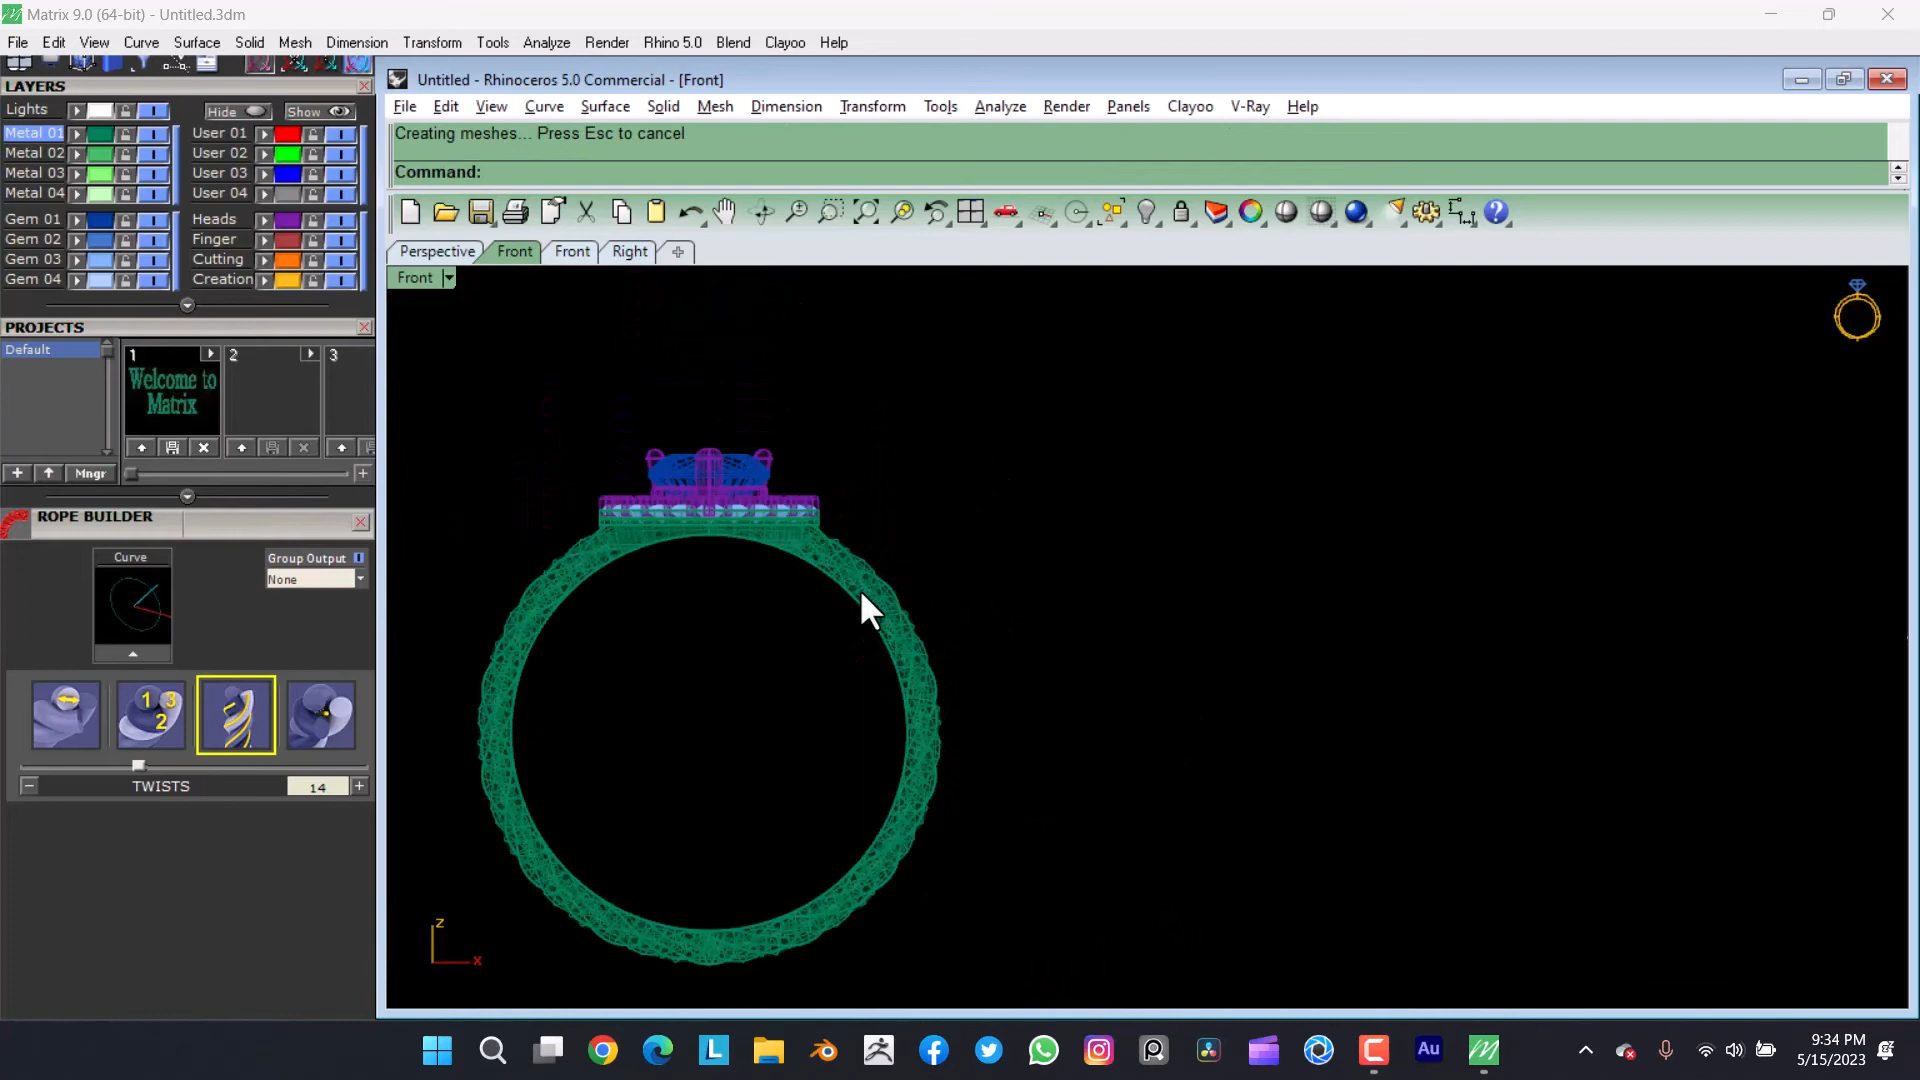 Matrix 9.0 (64-bit) - Untitled.3dm
File Edit View Curve Surface Solid Mesh Dimension Transform Tools Analyze Render Rhino 5.0 Blend Clayoo Help
LAYERS
Lights Hide Show
Metal 01 User 01
Metal 02 User 02
Metal 03 User 03
Metal 04 User 04
Gem 01 Heads
Gem 02 Finger
Gem 03 Cutting
Gem 04 Creation
PROJECTS
Default
1 2 3
Welcome to
Matrix
Mngr
ROPE BUILDER
Curve
Group Output
None
1 3
2
TWISTS 14
Untitled - Rhinoceros 5.0 Commercial - [Front]
File Edit View Curve Surface Solid Mesh Dimension Transform Tools Analyze Render Panels Clayoo V-Ray Help
Creating meshes... Press Esc to cancel
Command:
Perspective Front Front Right
Front
z
x
L
Au
9:34 PM
5/15/2023